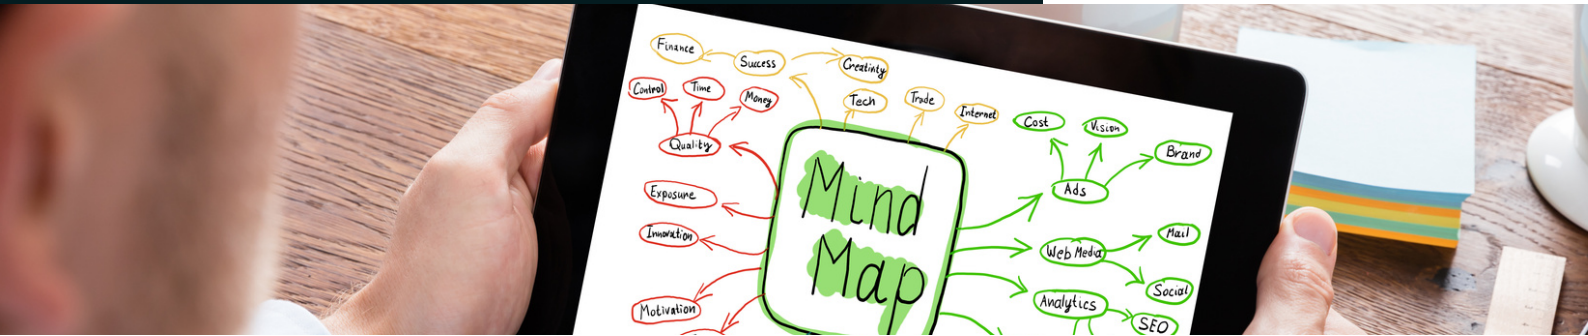 Finance
Success
Creativity
Control
Time
Money
Tech
Trade
Internet
Cost
Vision
Brand
Quality
Ads
Exposure
Innovation
Mind
Map
Web Media
Mail
Social
Analytics
SEO
Motivation